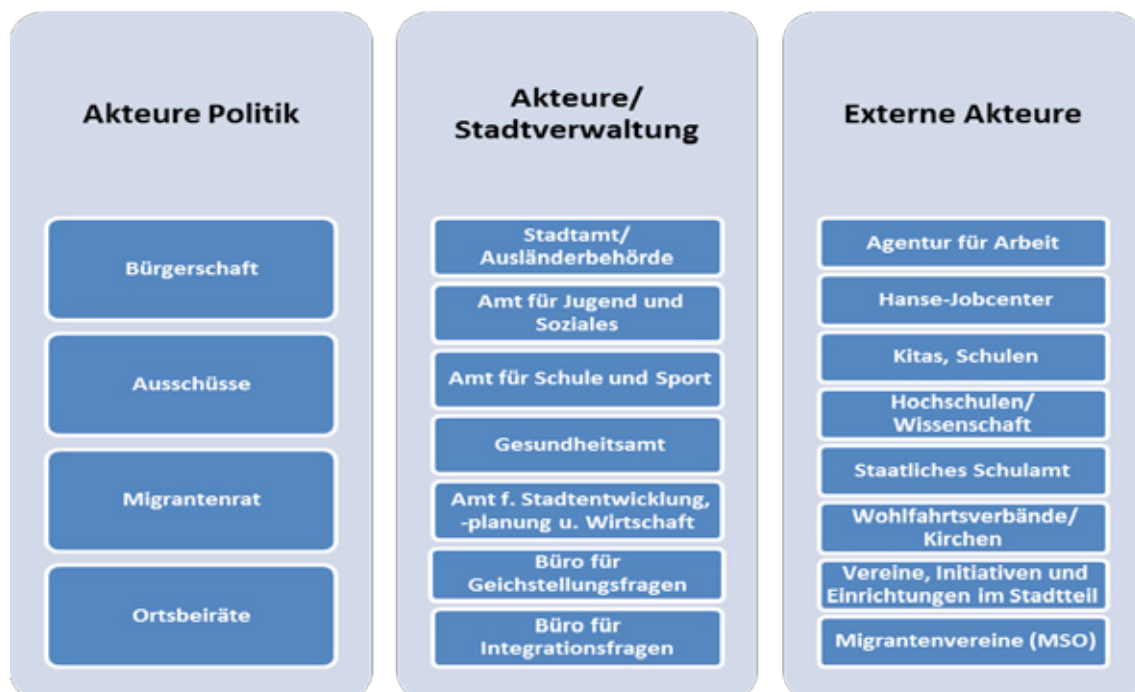 Akteure Politik
Bürgerschaft
Ausschüsse
Migrantenrat
Ortsbeiräte
Akteure/
Stadtverwaltung
Stadtamt/
Ausländerbehörde
Amt für Jugend und
Soziales
Amt für Schule und Sport
Gesundheitsamt
Amt f. Stadtentwicklung,
-planung u. Wirtschaft
Büro für
Geichstellungsfragen
Büro für
Integrationsfragen
Externe Akteure
Agentur für Arbeit
Hanse-Jobcenter
Kitas, Schulen
Hochschulen/
Wissenschaft
Staatliches Schulamt
Wohlfahrtsverbände/
Kirchen
Vereine, Initiativen und
Einrichtungen im Stadtteil
Migrantenvereine (MSO)